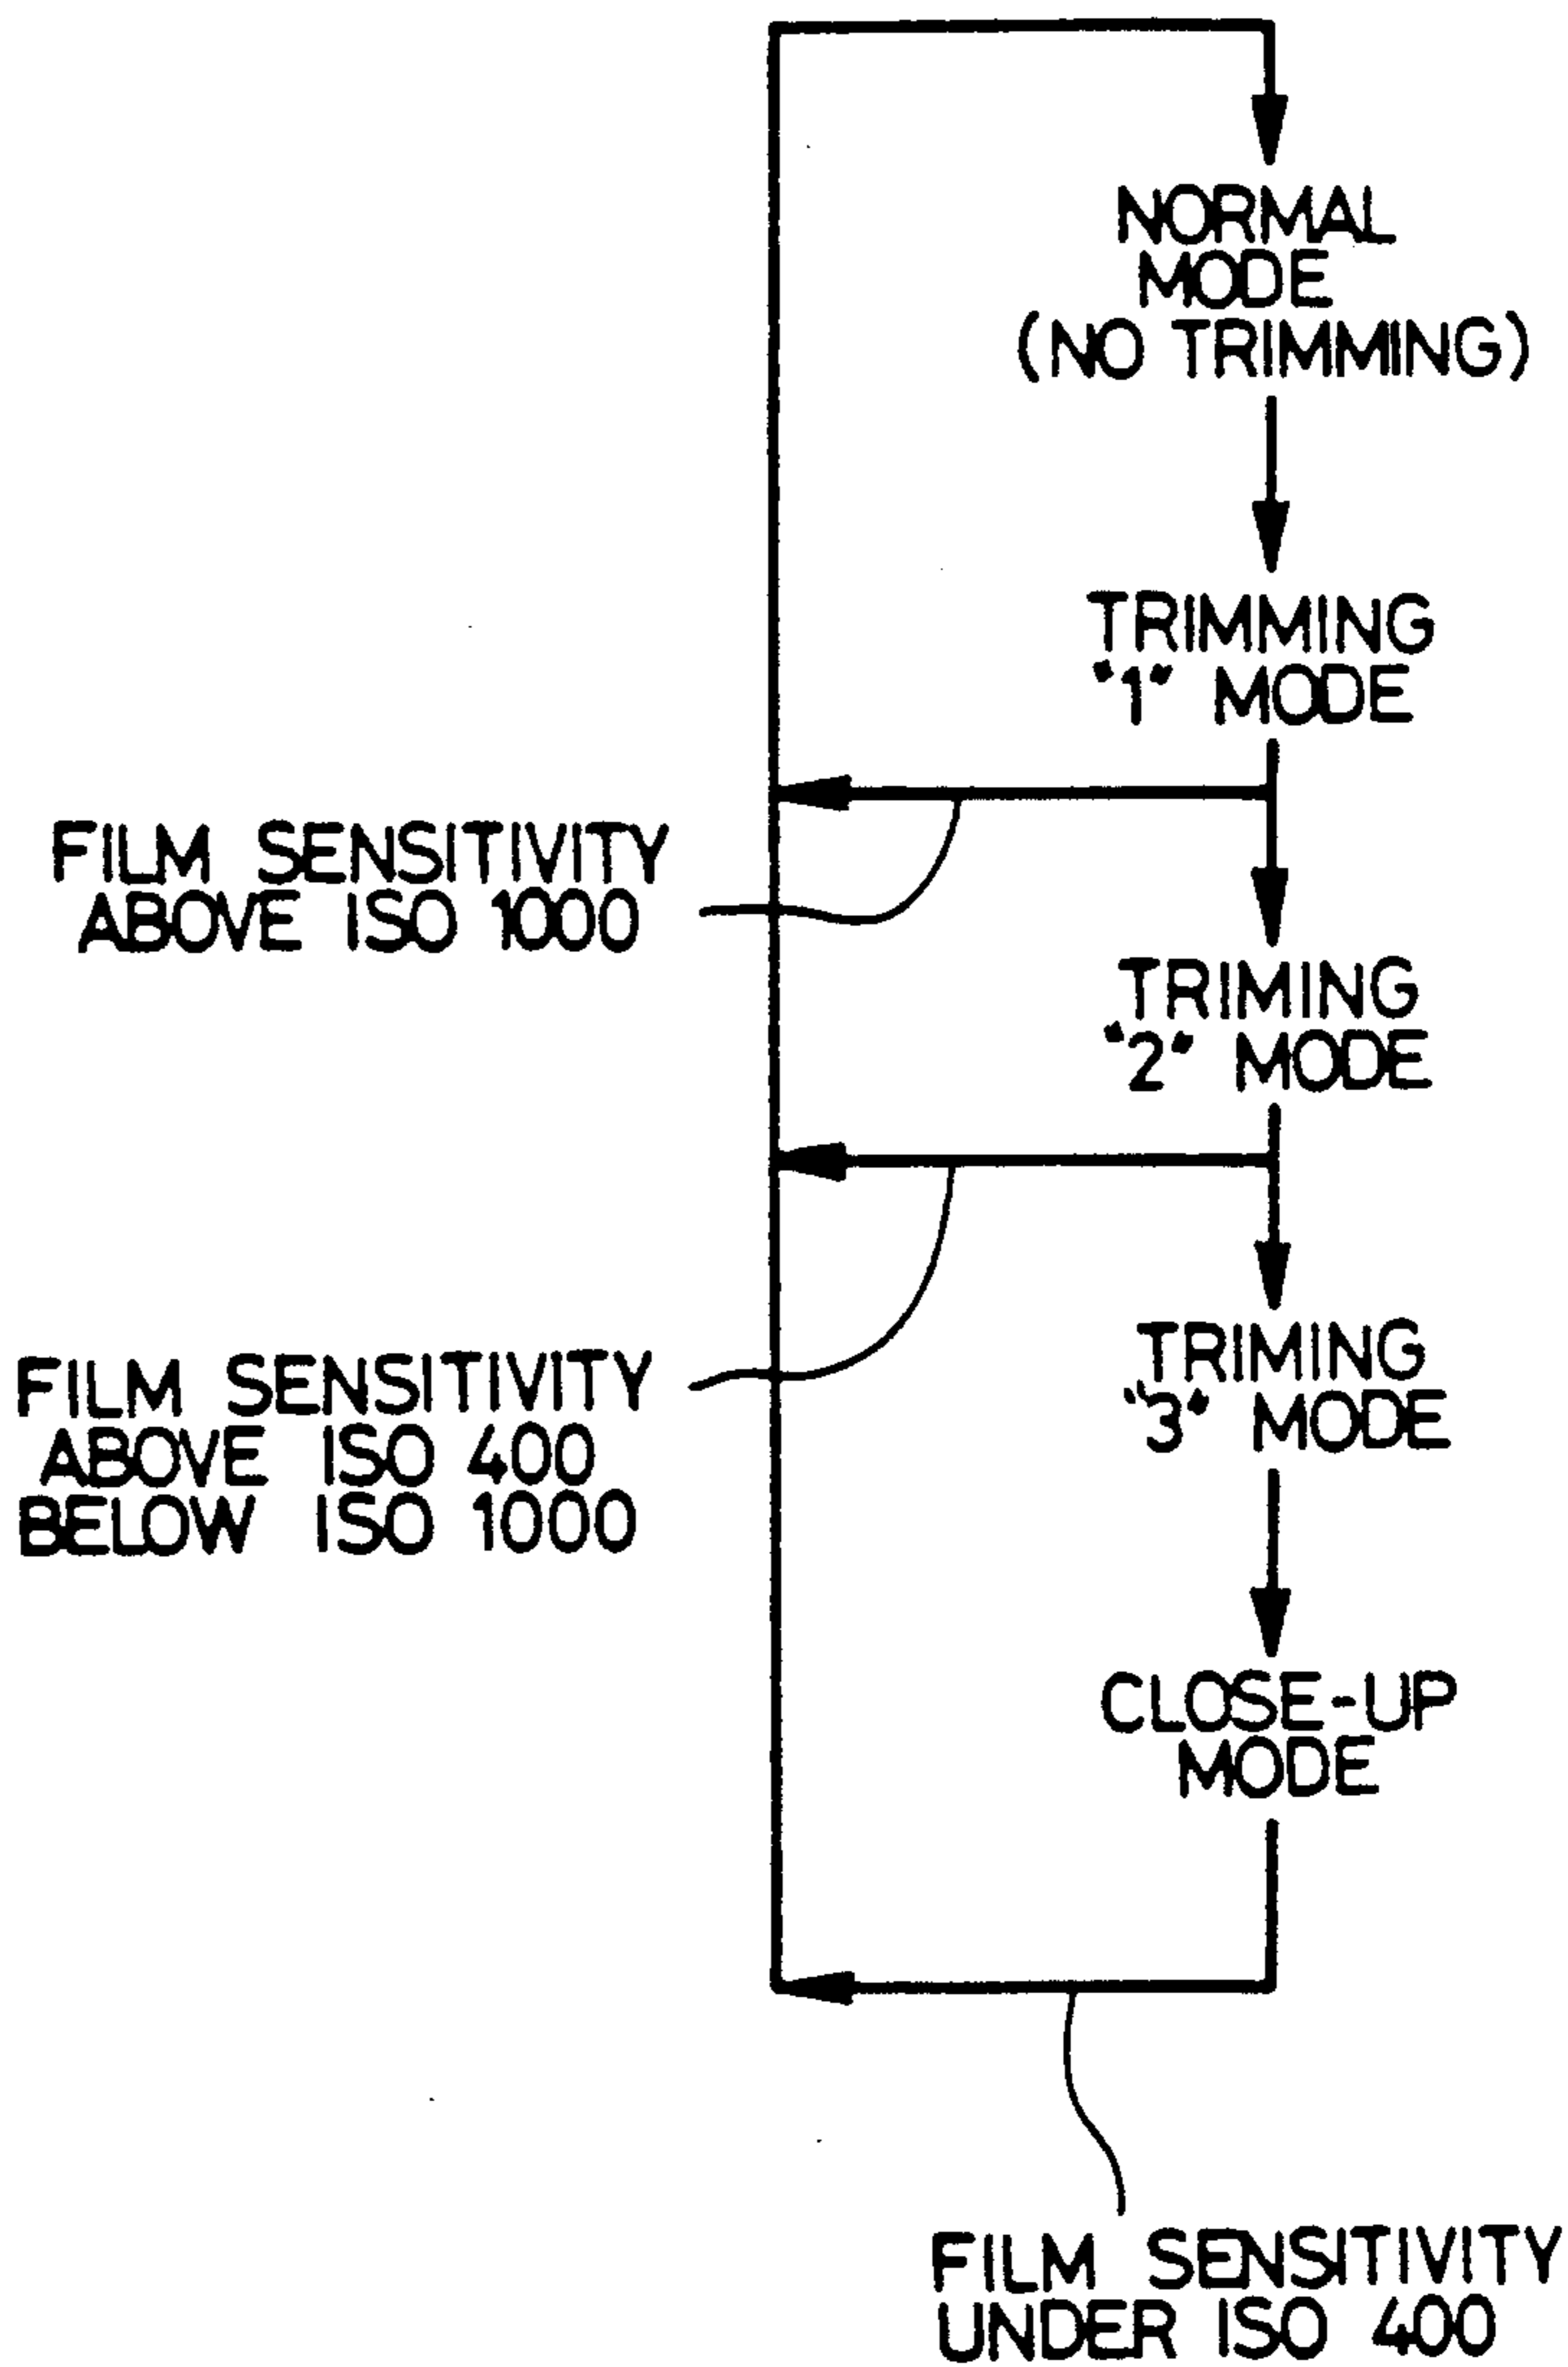 NORMAL
MODE
(NO TRIMMING)
TRIMMING
"1" MODE
FILM SENSITIVITY
ABOVE ISO 1000
TRIMING
"2" MODE
FILM SENSITIVITY
ABOVE ISO 400
BELOW ISO 1000
TRIMING
"3" MODE
CLOSE-UP
MODE
FILM SENSITIVITY
UNDER ISO 400